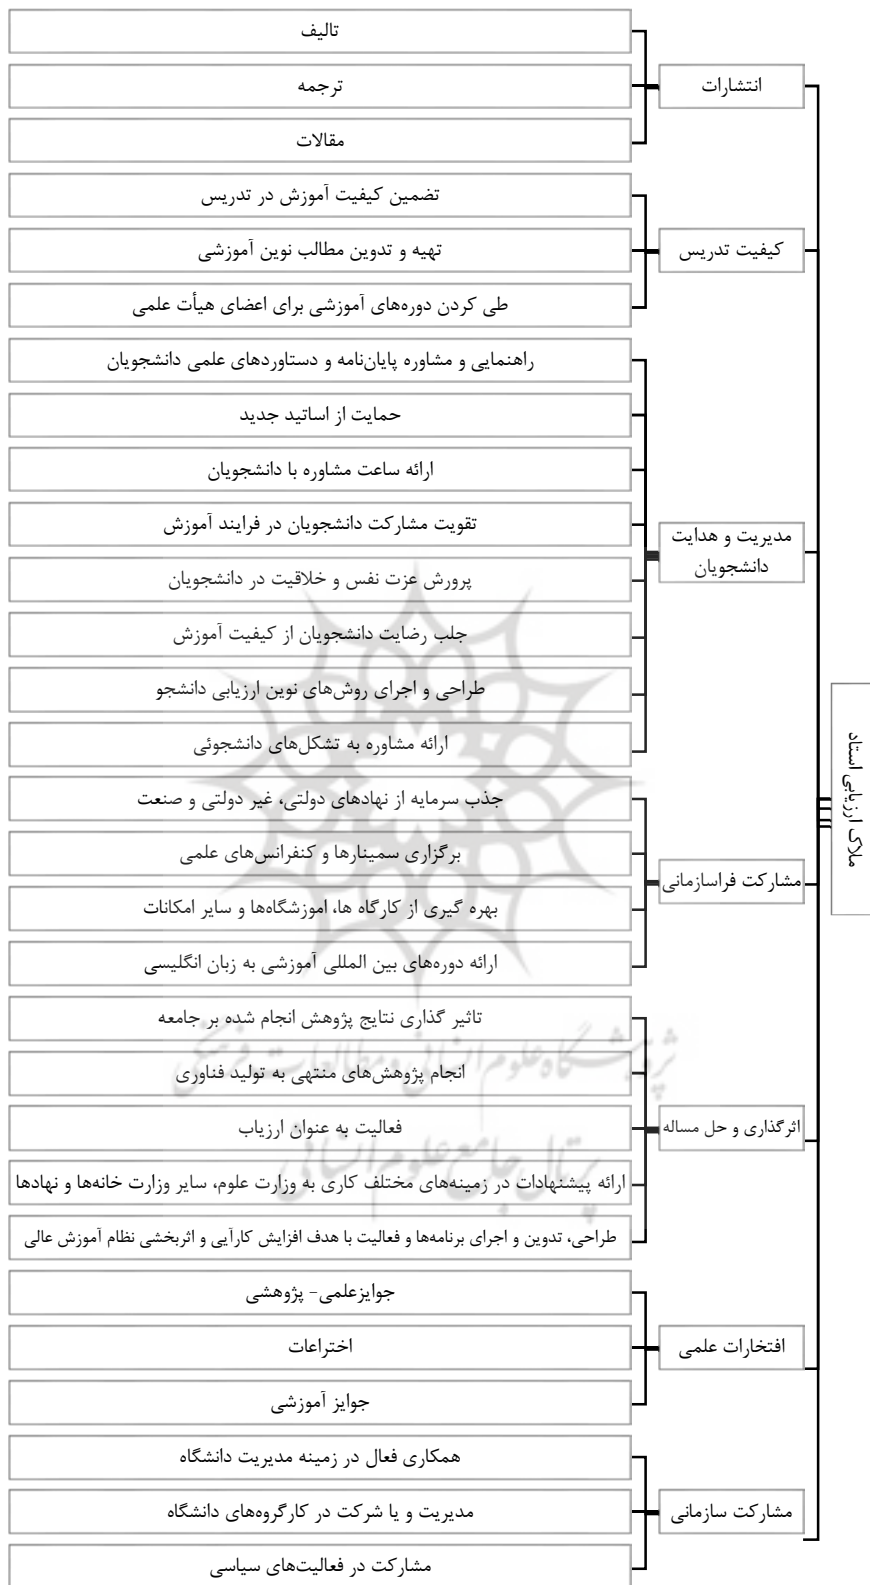 ملاک ارزیابی استاد
انتشارات
تالیف
ترجمه
مقالات
کیفیت تدریس
تضمین کیفیت آموزش در تدریس
تهیه و تدوین مطالب نوین آموزشی
طی کردن دوره‌های آموزشی برای اعضای هیأت علمی
مدیریت و هدایت
دانشجویان
راهنمایی و مشاوره پایان‌نامه و دستاوردهای علمی دانشجویان
حمایت از اساتید جدید
ارائه ساعت مشاوره با دانشجویان
تقویت مشارکت دانشجویان در فرایند آموزش
پرورش عزت نفس و خلاقیت در دانشجویان
جلب رضایت دانشجویان از کیفیت آموزش
طراحی و اجرای روش‌های نوین ارزیابی دانشجو
ارائه مشاوره به تشکل‌های دانشجوئی
مشارکت فراسازمانی
جذب سرمایه از نهادهای دولتی، غیر دولتی و صنعت
برگزاری سمینارها و کنفرانس‌های علمی
بهره گیری از کارگاه ها، اموزشگاه‌ها و سایر امکانات
ارائه دوره‌های بین المللی آموزشی به زبان انگلیسی
اثرگذاری و حل مساله
تاثیر گذاری نتایج پژوهش انجام شده بر جامعه
انجام پژوهش‌های منتهی به تولید فناوری
فعالیت به عنوان ارزیاب
ارائه پیشنهادات در زمینه‌های مختلف کاری به وزارت علوم، سایر وزارت خانه‌ها و نهادها
طراحی، تدوین و اجرای برنامه‌ها و فعالیت با هدف افزایش کارآیی و اثربخشی نظام آموزش عالی
افتخارات علمی
جوایزعلمی- پژوهشی
اختراعات
جوایز آموزشی
مشارکت سازمانی
همکاری فعال در زمینه مدیریت دانشگاه
مدیریت و یا شرکت در کارگروه‌های دانشگاه
مشارکت در فعالیت‌های سیاسی
پژوهشگاه علوم انسانی و مطالعات فرهنگی
پرتال جامع علوم انسانی